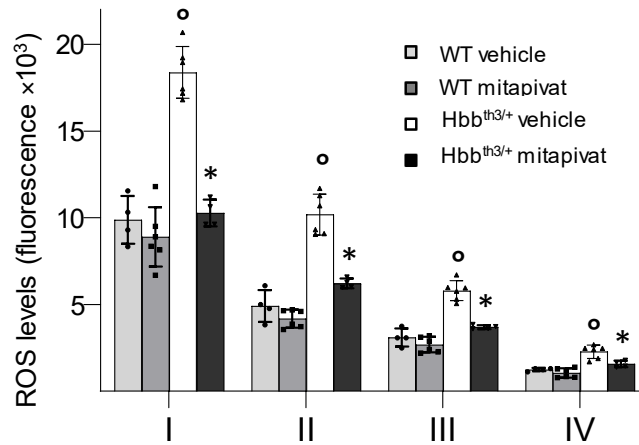 ROS levels (fluorescence ×10³)
20
15
10
5
WT vehicle
WT mitapivat
Hbbᵗʰ³/⁺ vehicle
Hbbᵗʰ³/⁺ mitapivat
o
*
o
*
o
*
o
*
I II III IV